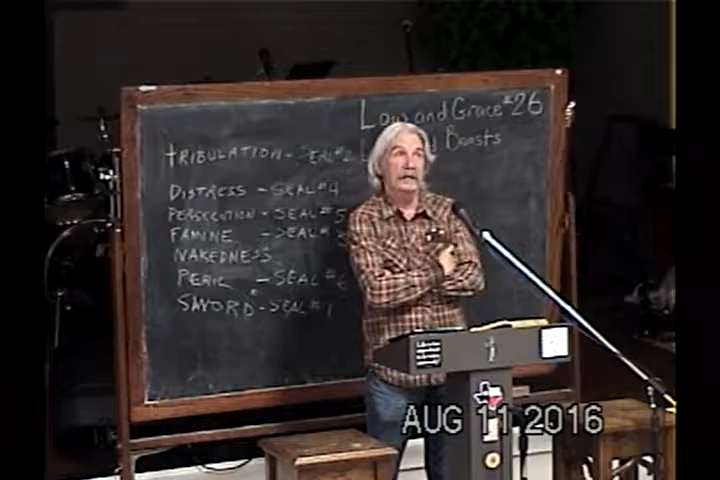 Law and Grace #26
Boasts
TRIBULATION - SEAL #2
DISTRESS - SEAL #4
PERSECUTION - SEAL #5
FAMINE - SEAL #
NAKEDNESS
PERIL - SEAL #6
SWORD - SEAL #1
AUG 11 2016